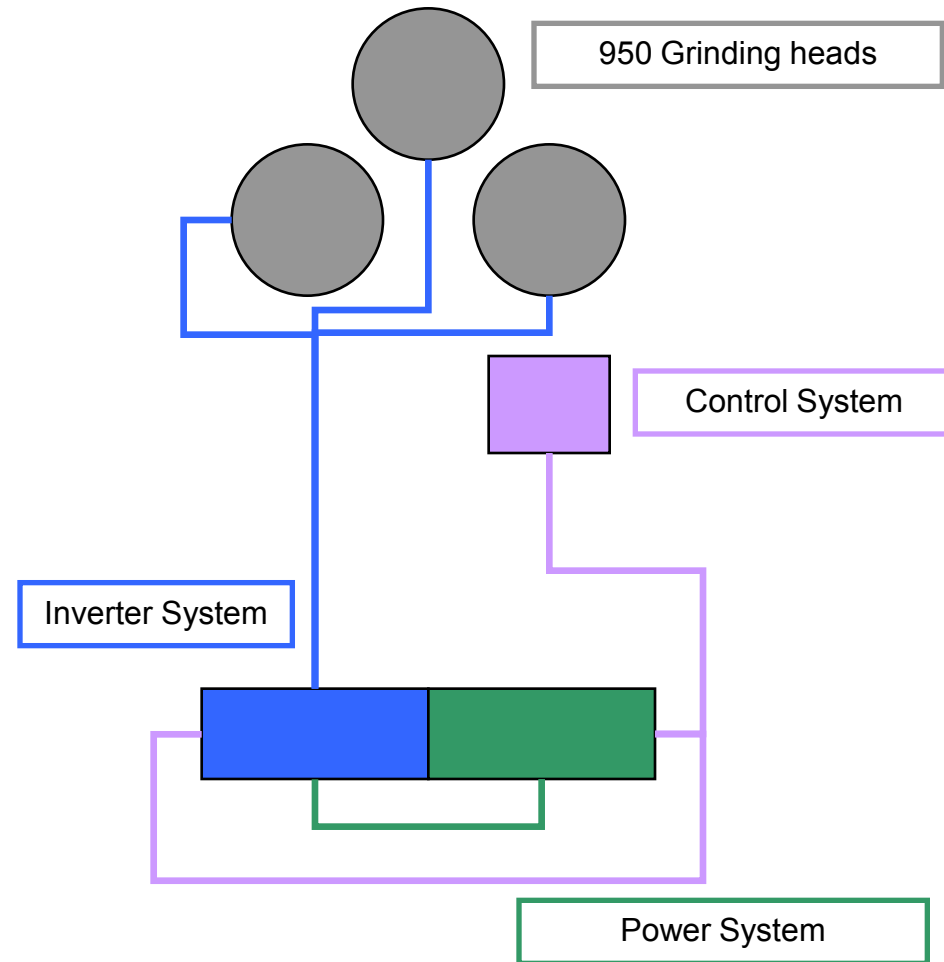 950 Grinding heads
Control System
Inverter System
Power System